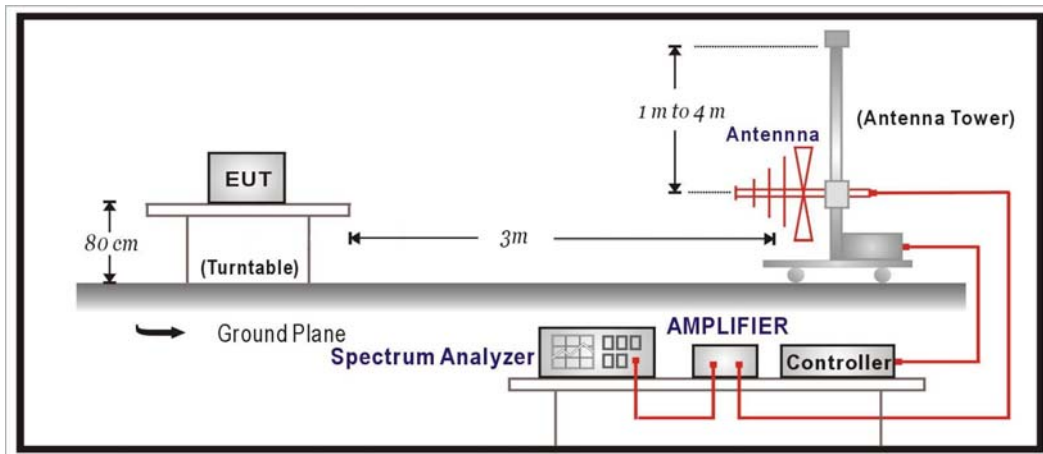 1 m to 4 m
(Antenna Tower)
Antennna
EUT
80 cm
3m
(Turntable)
Ground Plane
AMPLIFIER
Spectrum Analyzer
Controller